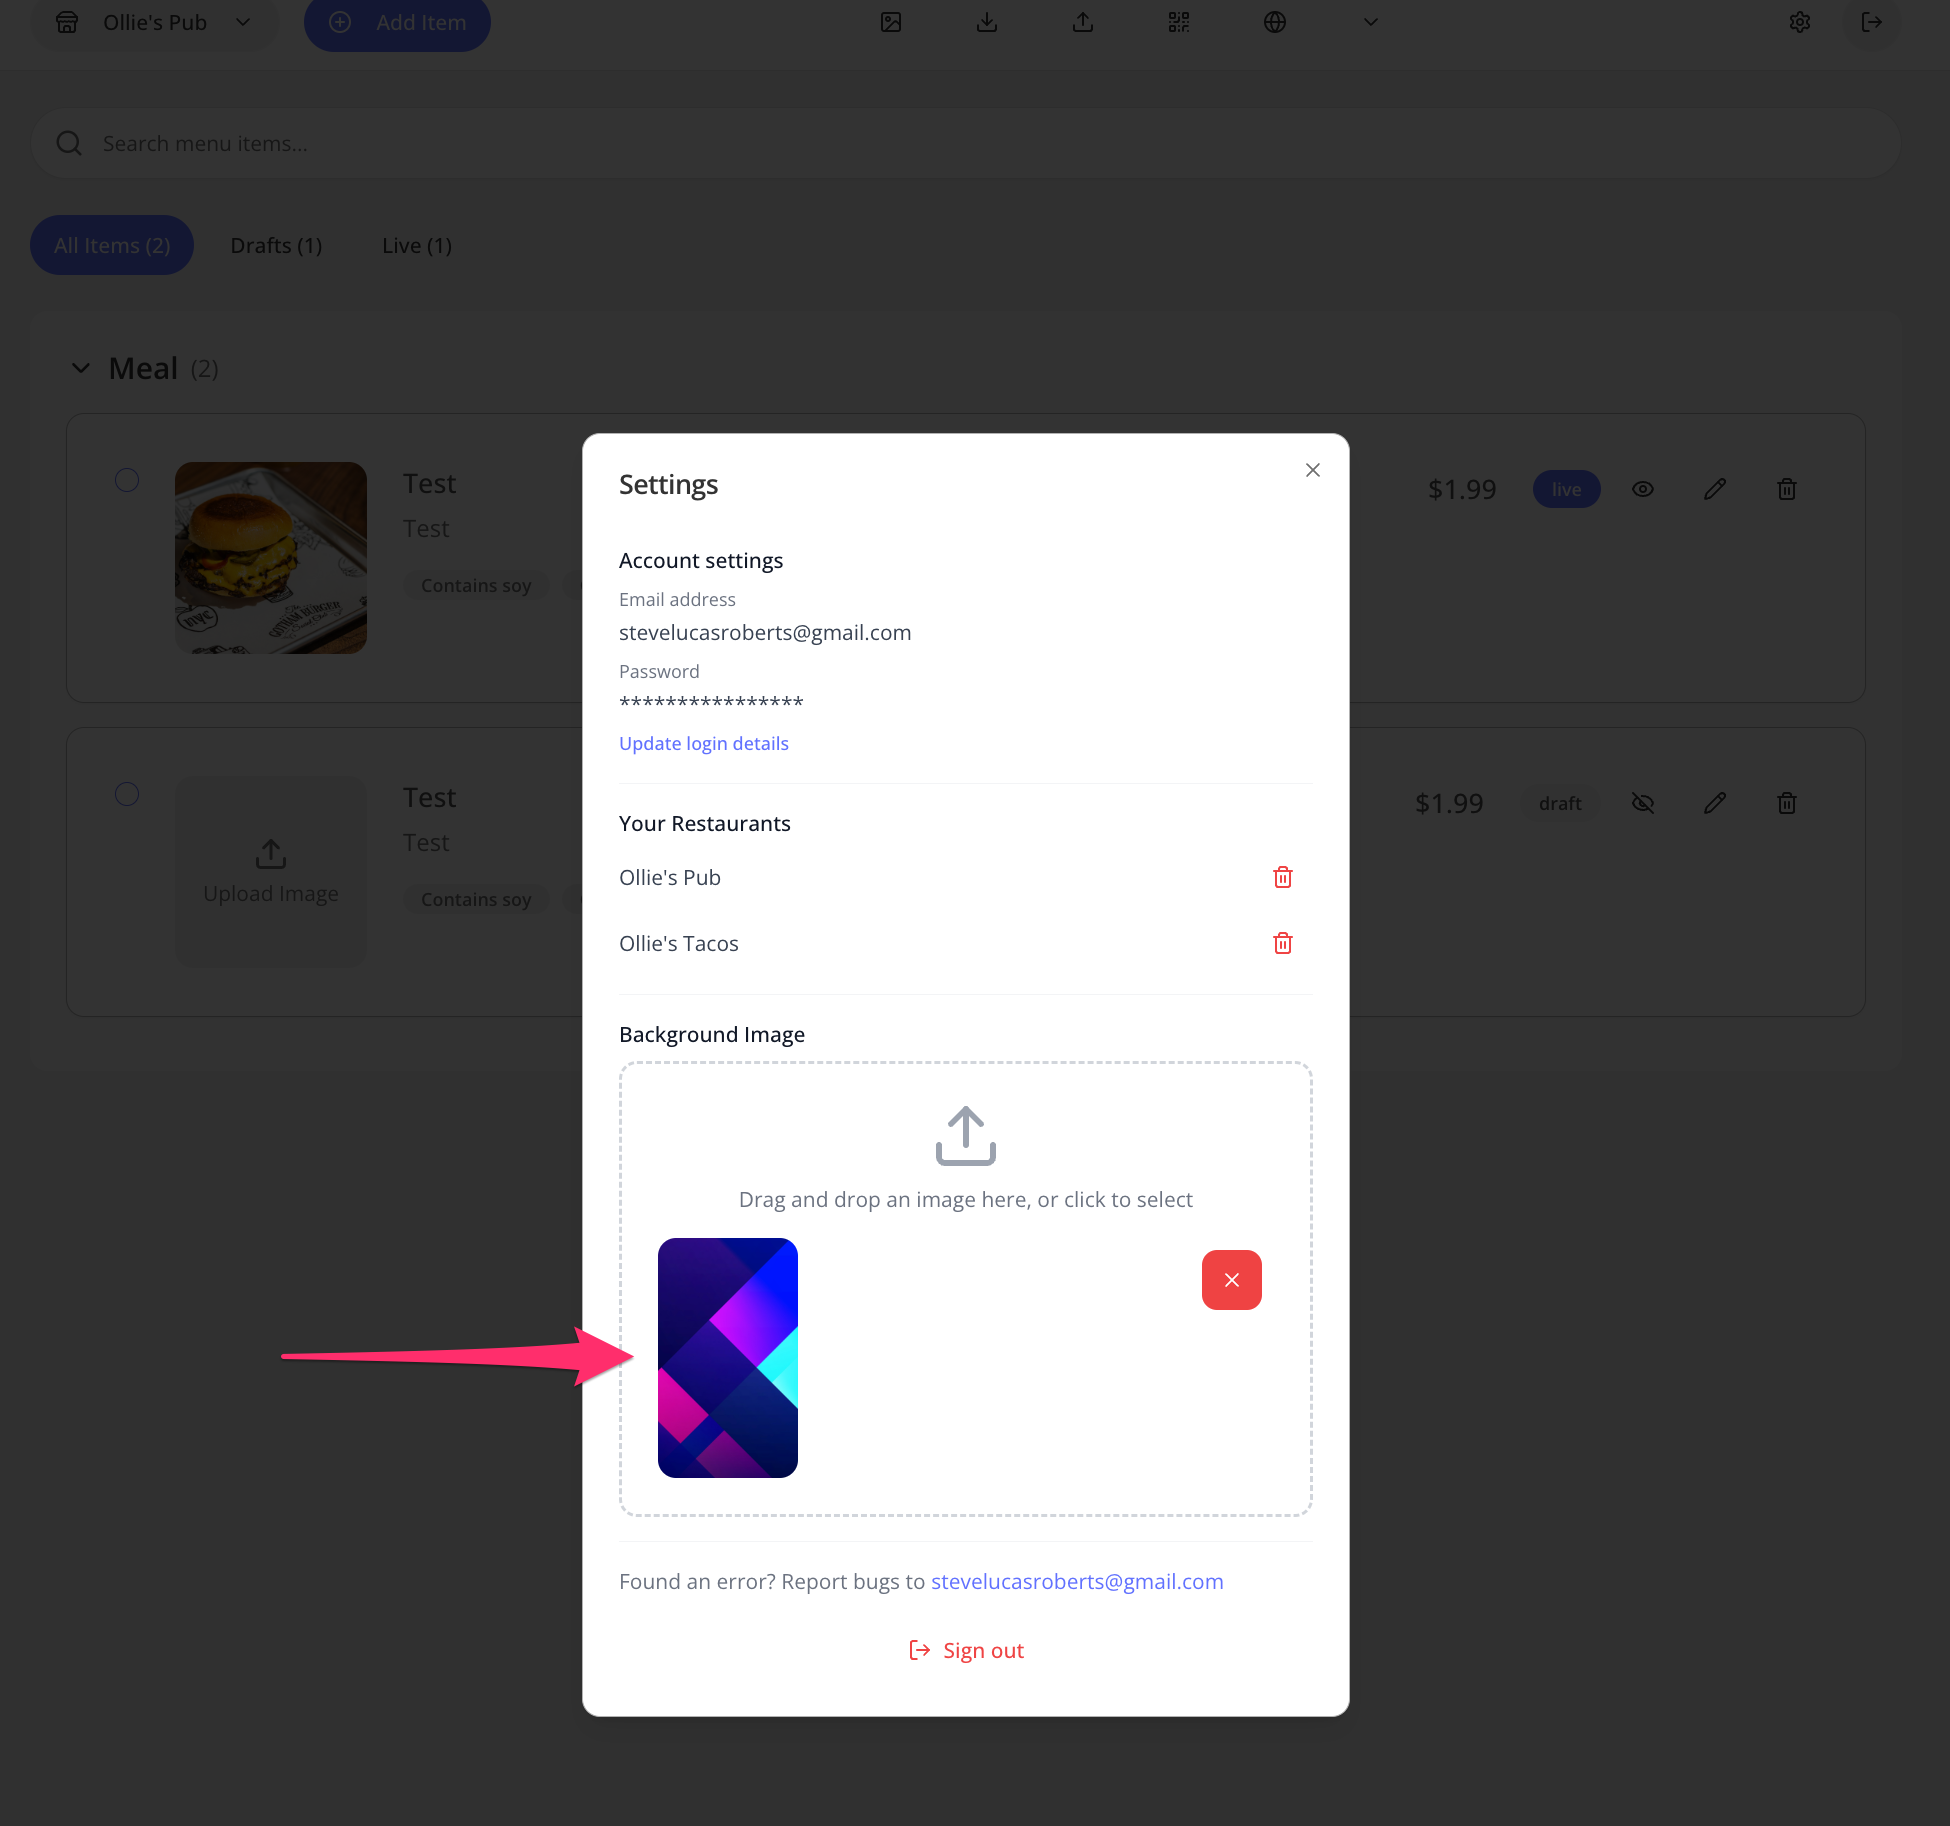 Ollie's Pub
Add Item
Search menu items...
All Items (2)
Drafts (1)
Live (1)
Meal (2)
Test
Test
Contains soy
$1.99
live
Test
Test
Upload Image
Contains soy
$1.99
draft
Settings
Account settings
Email address
stevelucasroberts@gmail.com
Password
****************
Update login details
Your Restaurants
Ollie's Pub
Ollie's Tacos
Background Image
Drag and drop an image here, or click to select
Found an error? Report bugs to stevelucasroberts@gmail.com
Sign out